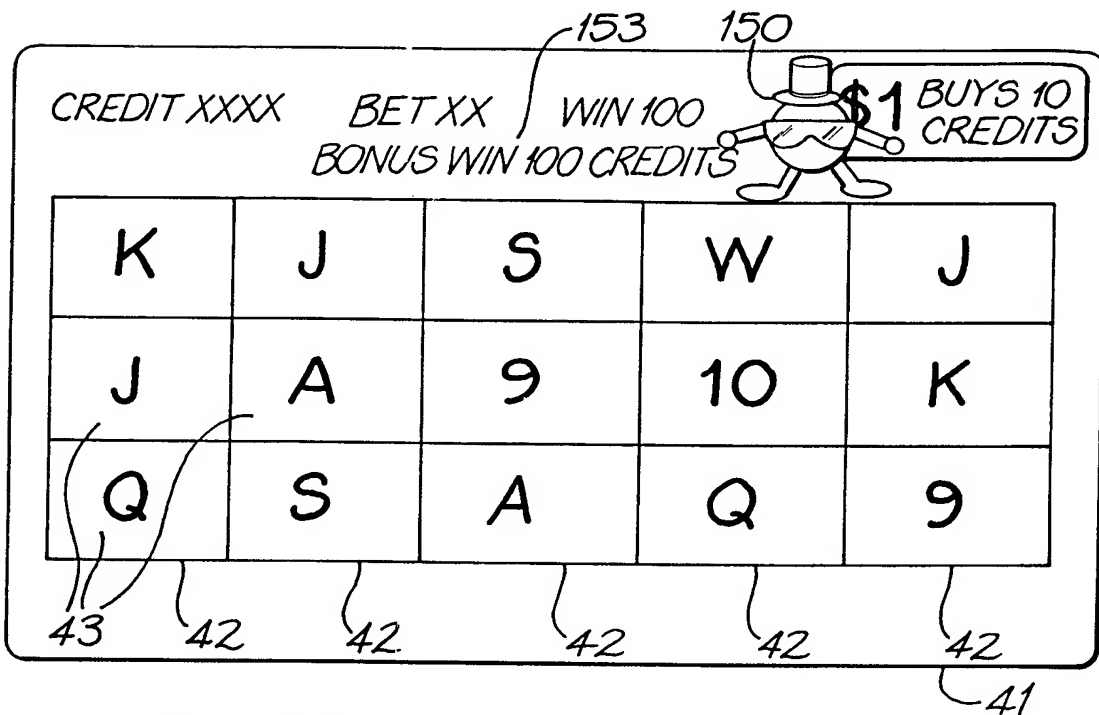 153 150
CREDIT XXXX BET XX WIN 100 $1 BUYS 10
CREDITS
BONUS WIN 100 CREDITS
K J S W J
J A 9 10 K
Q S A Q 9
43 42 42 42 42 42
41